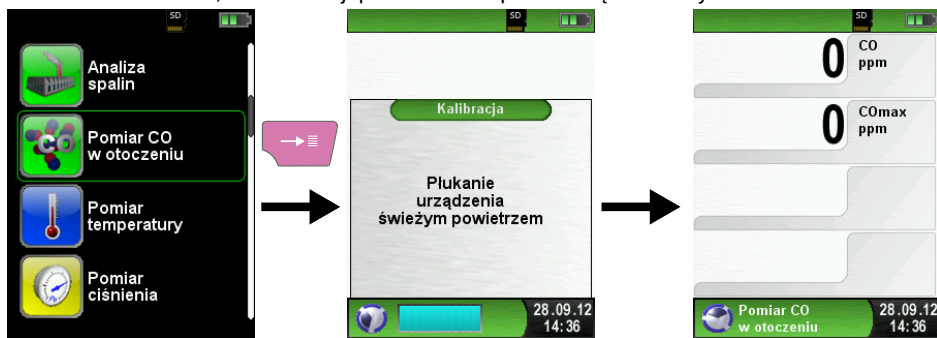 SD
Analiza
spalin
Pomiar CO
w otoczeniu
Pomiar
temperatury
Pomiar
ciśnienia
SD
Kalibracja
Płukanie
urządzenia
świeżym powietrzem
28.09.12
14:36
SD
0 CO
ppm
0 COmax
ppm
Pomiar CO
w otoczeniu
28.09.12
14:36